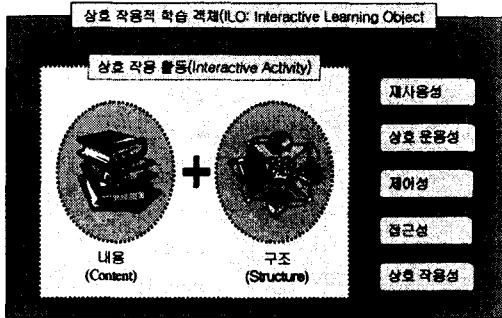 상호 작용적 학습 객체(ILO: Interactive Learning Object
상호 작용 활동(Interactive Activity)
내용
(Content)
구조
(Structure)
재사용성
상호 운용성
제어성
접근성
상호 작용성